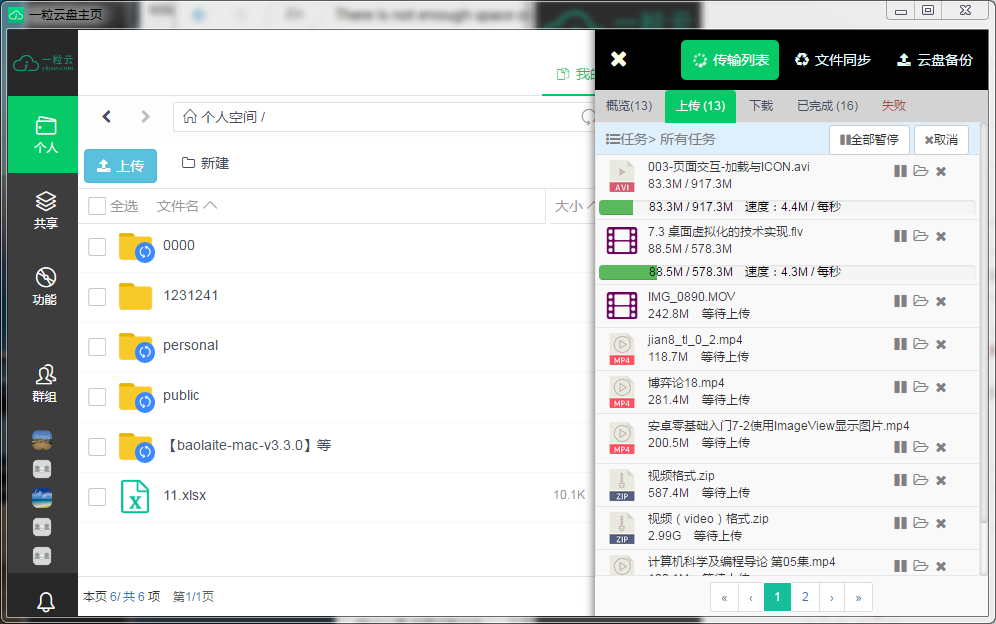 一粒云盘主页
There is not enough space o
一粒云
yliyun.com
个人
共享
功能
群组
我的
个人空间 /
上传
新建
全选 文件名 大小
0000
1231241
personal
public
【baolaite-mac-v3.3.0】等
11.xlsx 10.1K
本页 6/ 共 6 项 第1/1页
传输列表 文件同步 云盘备份
概览(13) 上传 (13) 下载 已完成 (16) 失败
任务> 所有任务 全部暂停 取消
AVI
003-页面交互-加载与ICON.avi
83.3M / 917.3M
83.3M / 917.3M 速度：4.4M / 每秒
7.3 桌面虚拟化的技术实现.flv
88.5M / 578.3M
88.5M / 578.3M 速度：4.3M / 每秒
IMG_0890.MOV
242.8M 等待上传
MP4
jian8_tl_0_2.mp4
118.7M 等待上传
MP4
博弈论18.mp4
281.4M 等待上传
MP4
安卓零基础入门7-2使用ImageView显示图片.mp4
200.5M 等待上传
ZIP
视频格式.zip
587.4M 等待上传
ZIP
视频（video）格式.zip
2.99G 等待上传
计算机科学及编程导论 第05集.mp4
« ‹ 1 2 › »